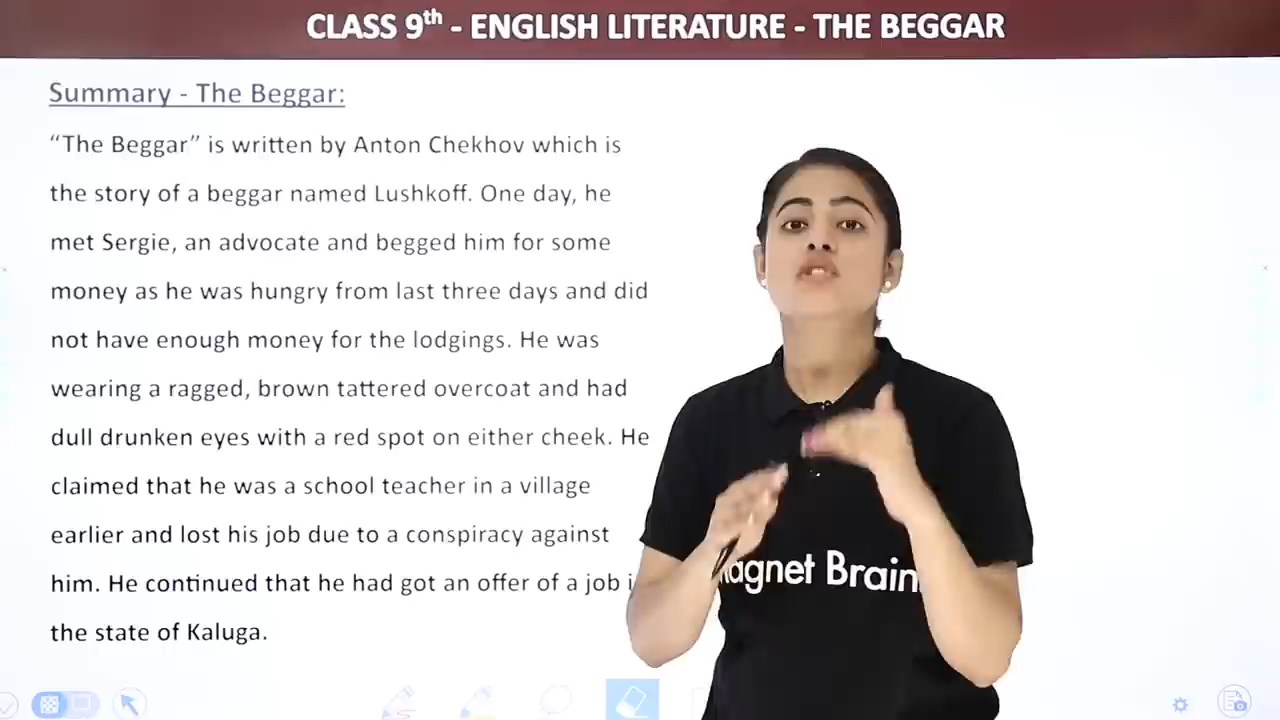 CLASS 9th - ENGLISH LITERATURE - THE BEGGAR
Summary - The Beggar:
“The Beggar” is written by Anton Chekhov which is
the story of a beggar named Lushkoff. One day, he
met Sergie, an advocate and begged him for some
money as he was hungry from last three days and did
not have enough money for the lodgings. He was
wearing a ragged, brown tattered overcoat and had
dull drunken eyes with a red spot on either cheek. He
claimed that he was a school teacher in a village
earlier and lost his job due to a conspiracy against
him. He continued that he had got an offer of a job i
the state of Kaluga.
agnet Brain